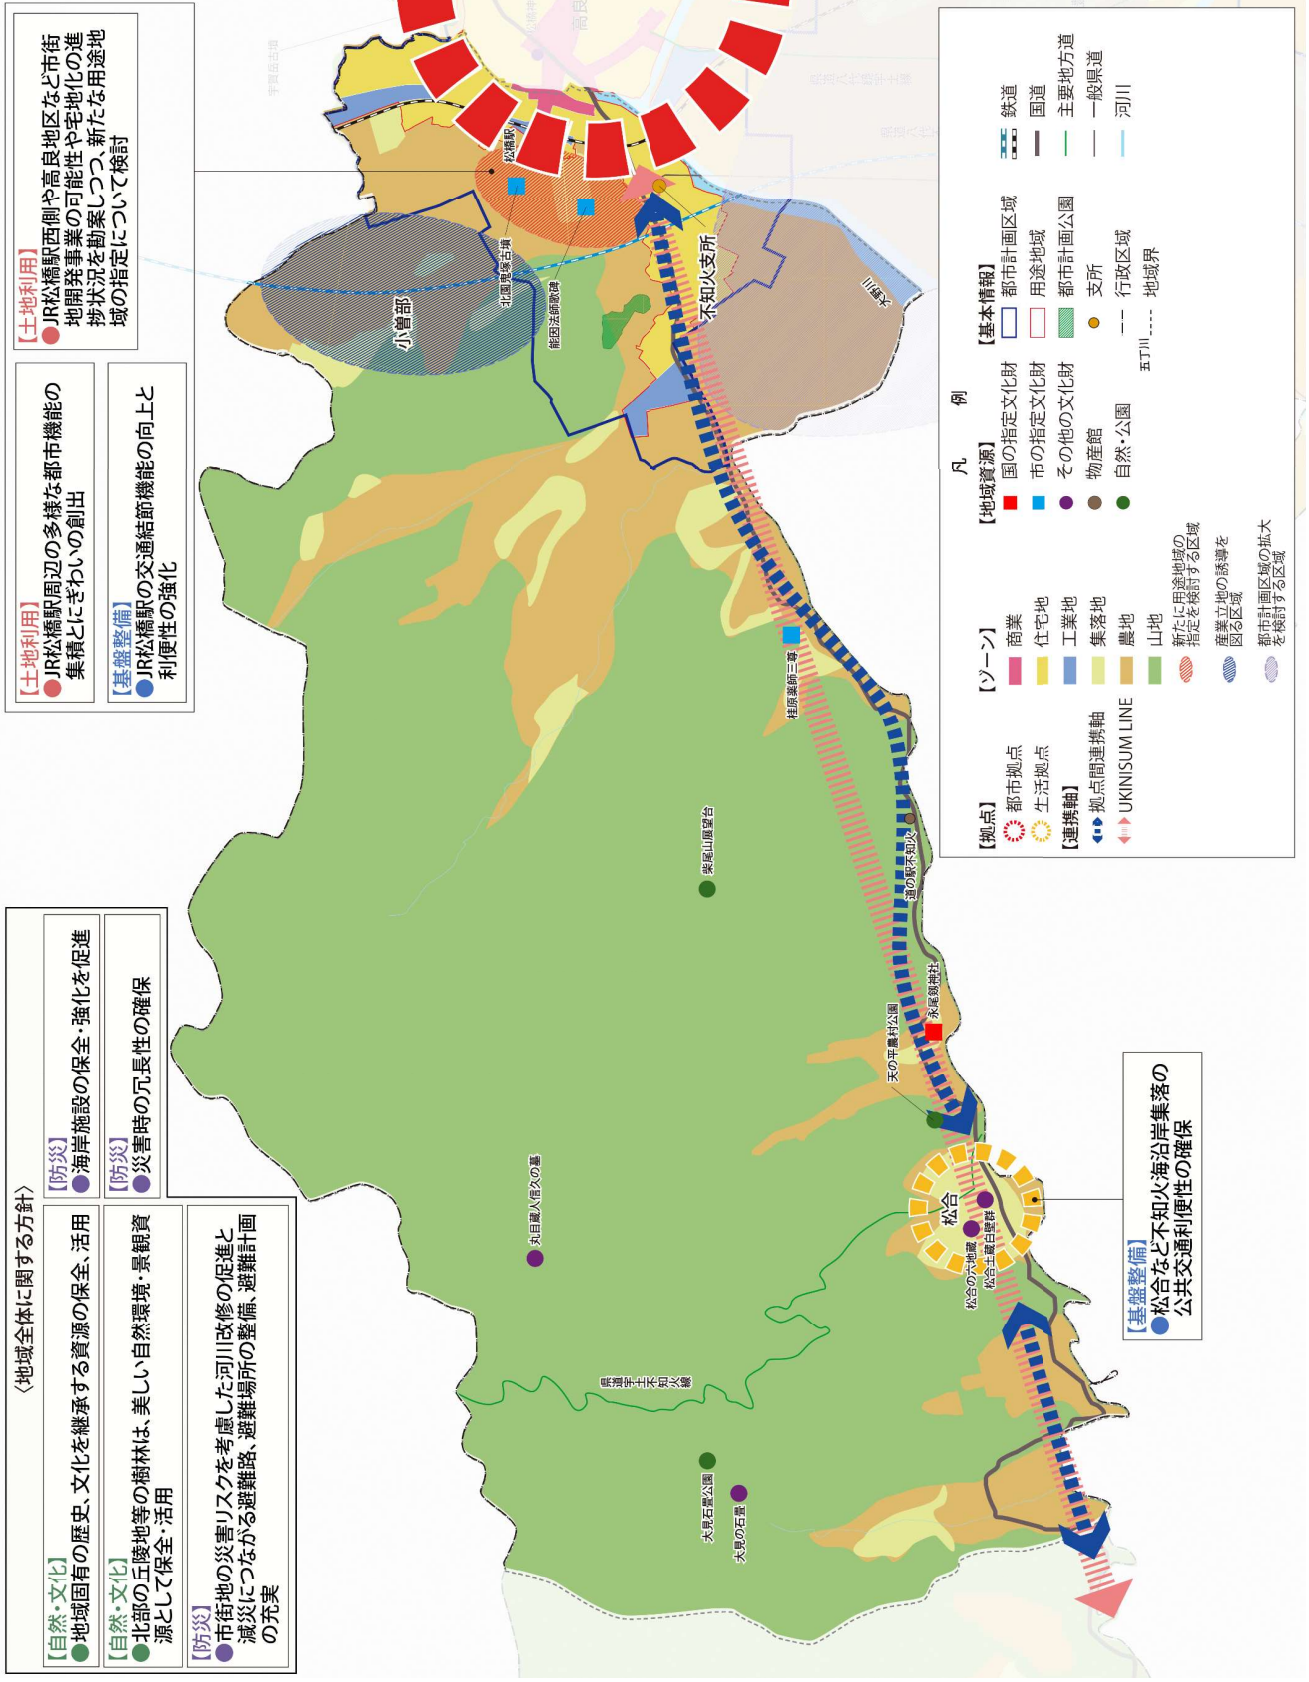 〈地域全体に関する方針〉
【自然・文化】
●地域固有の歴史、文化を継承する資源の保全、活用
【自然・文化】
●北部の丘陵地等の樹林は、美しい自然環境・景観資
源として保全・活用
【防災】
●市街地の災害リスクを考慮した河川改修の促進と
減災につながる避難路、避難場所の整備、避難計画
の充実
【防災】
●海岸施設の保全・強化を促進
【防災】
●災害時の冗長性の確保
【土地利用】
●JR松橋駅周辺の多様な都市機能の
集積とにぎわいの創出
【基盤整備】
●JR松橋駅の交通結節機能の向上と
利便性の強化
【土地利用】
●JR松橋駅西側や高良地区など市街
地開発事業の可能性や宅地化の進
捗状況を勘案しつつ、新たな用途地
域の指定について検討
宇賀岳古墳
高良
松橋駅
小曽部
北園鬼塚古墳
能因法師歌碑
不知火支所
大野川
桂原薬師三尊
柴尾山展望台
道の駅不知火
永尾剱神社
天の平農村公園
丸目蔵人信久の墓
松合
松合の六地蔵
松合土蔵白壁群
県道宇土不知火線
大見石畳公園
大見の石畳
【基盤整備】
●松合など不知火海沿岸集落の
公共交通利便性の確保
凡　例
【拠点】
都市拠点
生活拠点
【連携軸】
拠点間連携軸
UKINISUM LINE
【ゾーン】
商業
住宅地
工業地
集落地
農地
山地
新たに用途地域の
指定を検討する区域
産業立地の誘導を
図る区域
都市計画区域の拡大
を検討する区域
【地域資源】
国の指定文化財
市の指定文化財
その他の文化財
物産館
自然・公園
【基本情報】
都市計画区域
用途地域
都市計画公園
支所
行政区域
地域界
五丁川
鉄道
国道
主要地方道
一般県道
河川